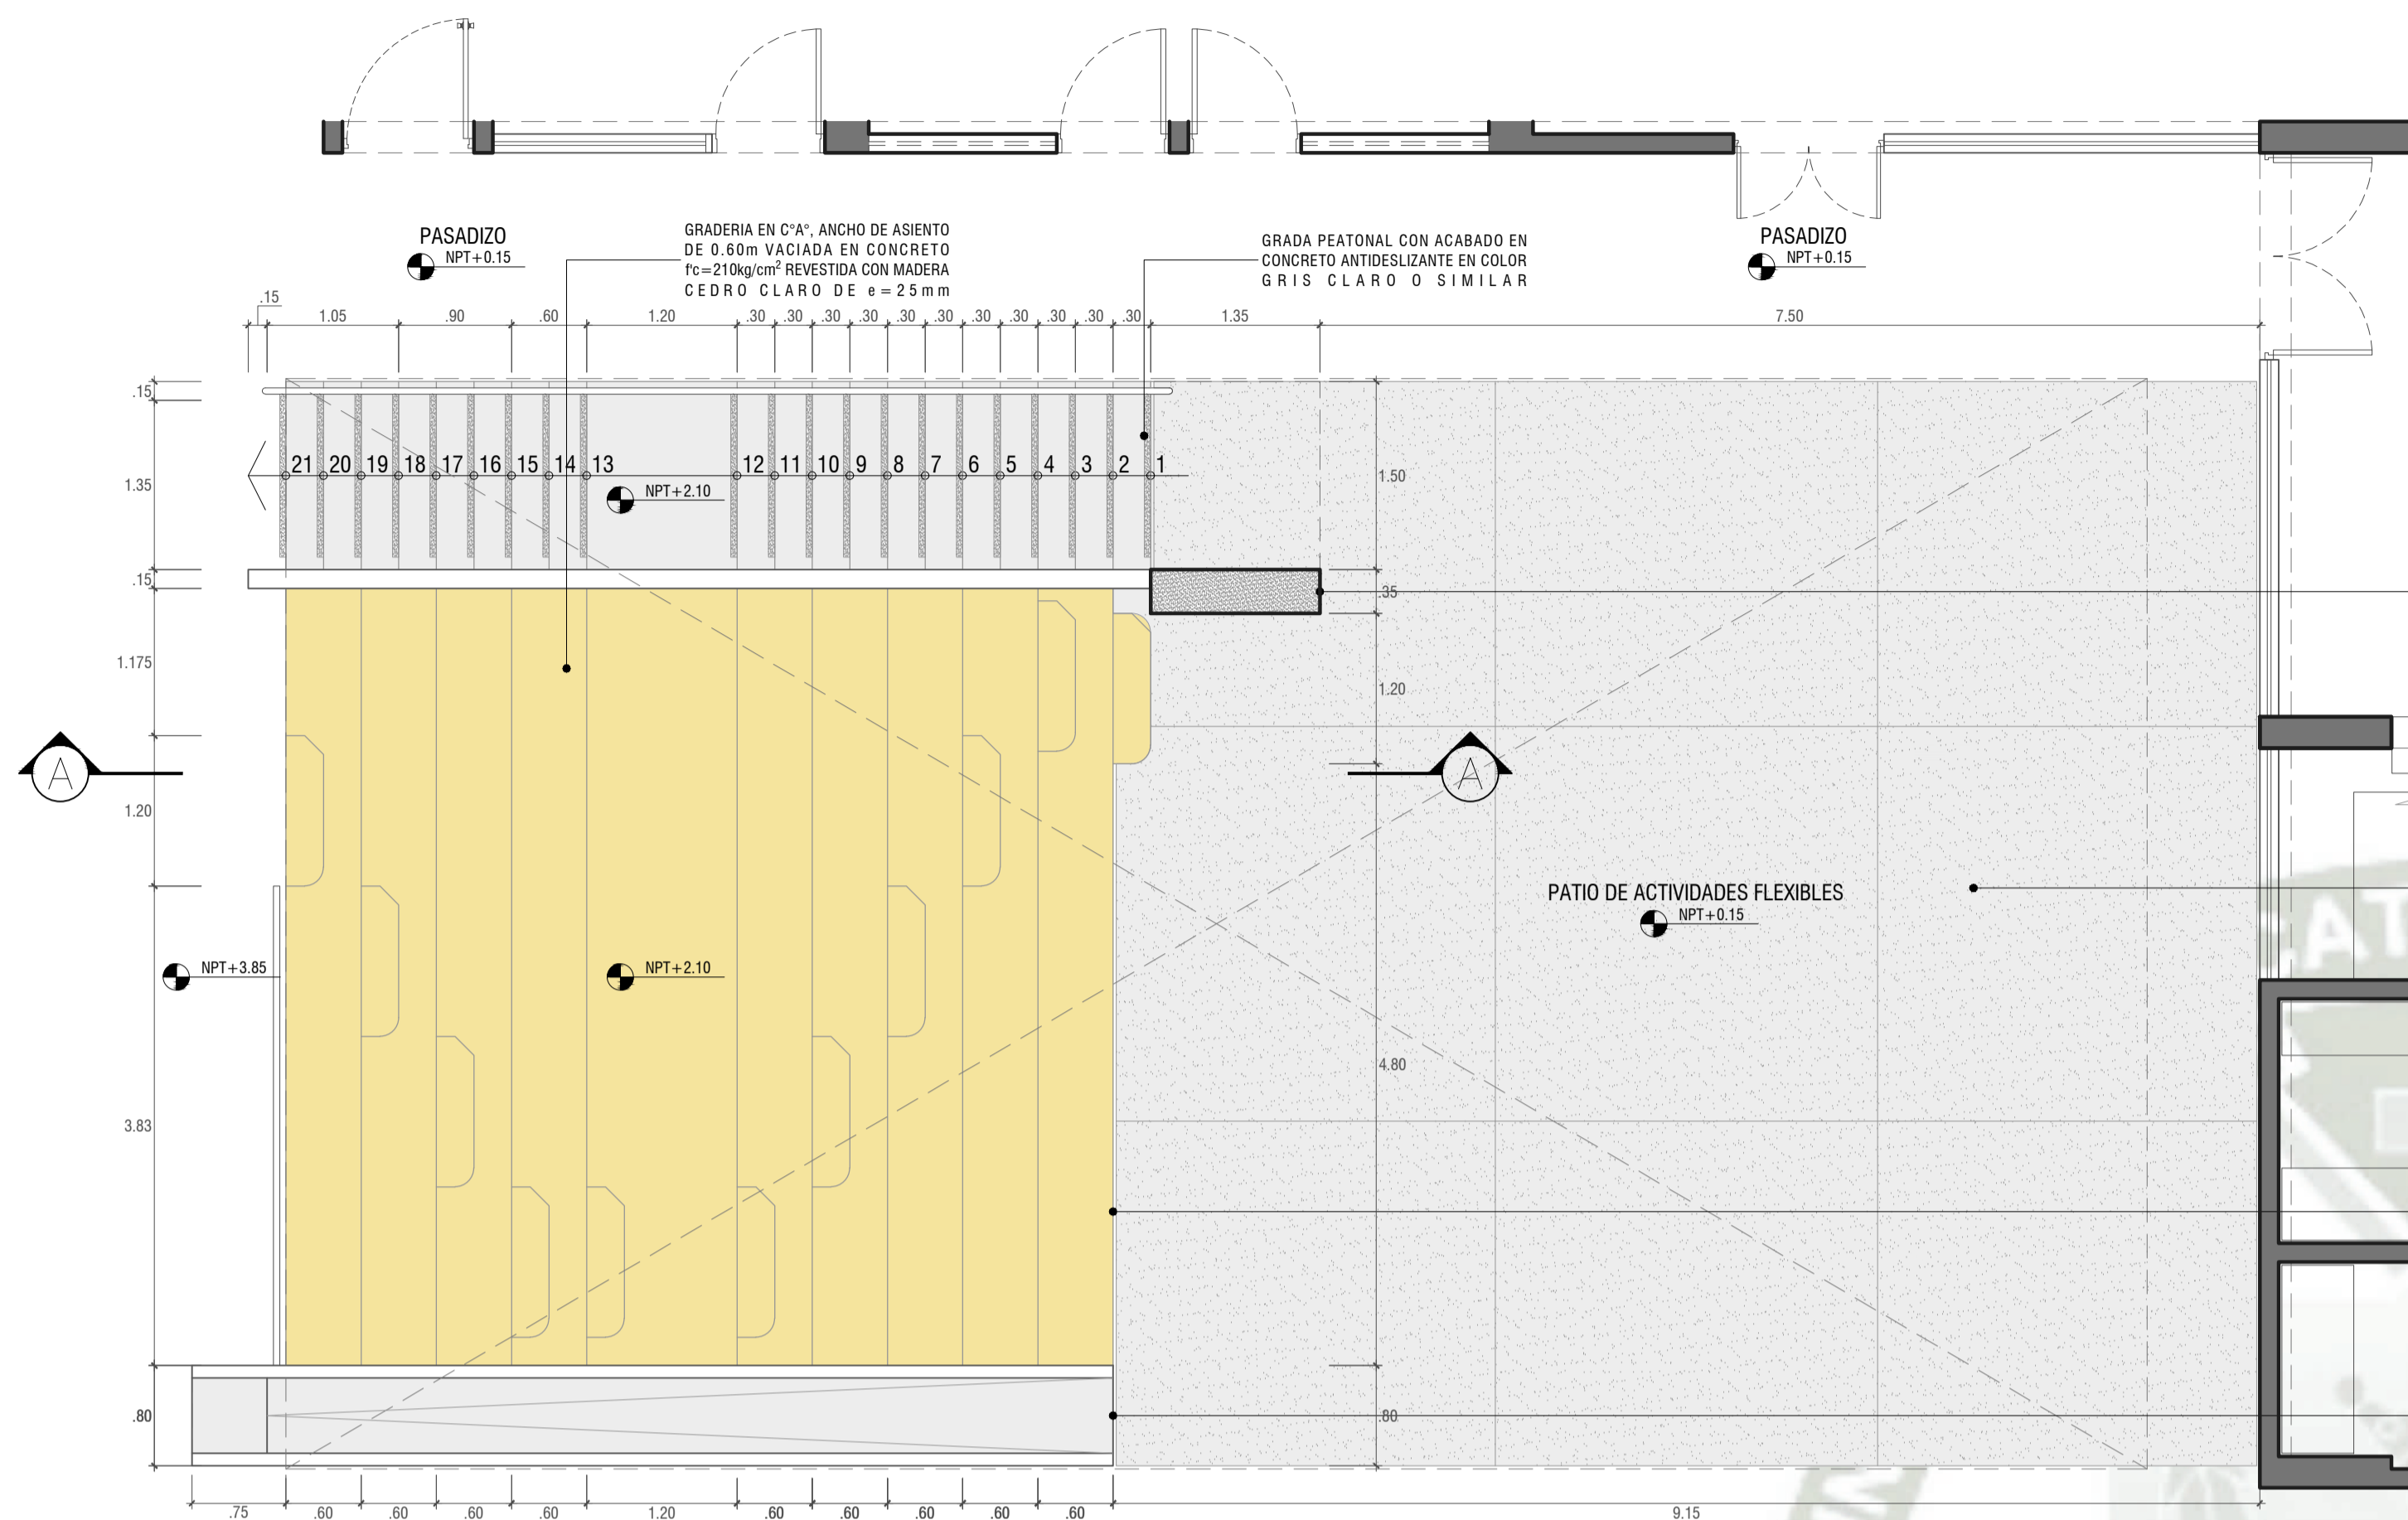 PASADIZO
NPT+0.15
GRADERIA EN C°A°, ANCHO DE ASIENTO
DE 0.60m VACIADA EN CONCRETO
f'c=210kg/cm² REVESTIDA CON MADERA
CEDRO CLARO DE e=25mm
GRADA PEATONAL CON ACABADO EN
CONCRETO ANTIDESLIZANTE EN COLOR
GRIS CLARO O SIMILAR
PASADIZO
NPT+0.15
.15
1.05 .90 .60 1.20 .30 .30 .30 .30 .30 .30 .30 .30 .30 .30 .30 1.35 7.50
.15
21 20 19 18 17 16 15 14 13 12 11 10 9 8 7 6 5 4 3 2 1
1.35
NPT+2.10
1.50
.15
.35
1.175
1.20
A
A
1.20
PATIO DE ACTIVIDADES FLEXIBLES
NPT+0.15
CAT
NPT+3.85
NPT+2.10
4.80
3.83
.80
.80
.75 .60 .60 .60 .60 1.20 .60 .60 .60 .60 .60 9.15